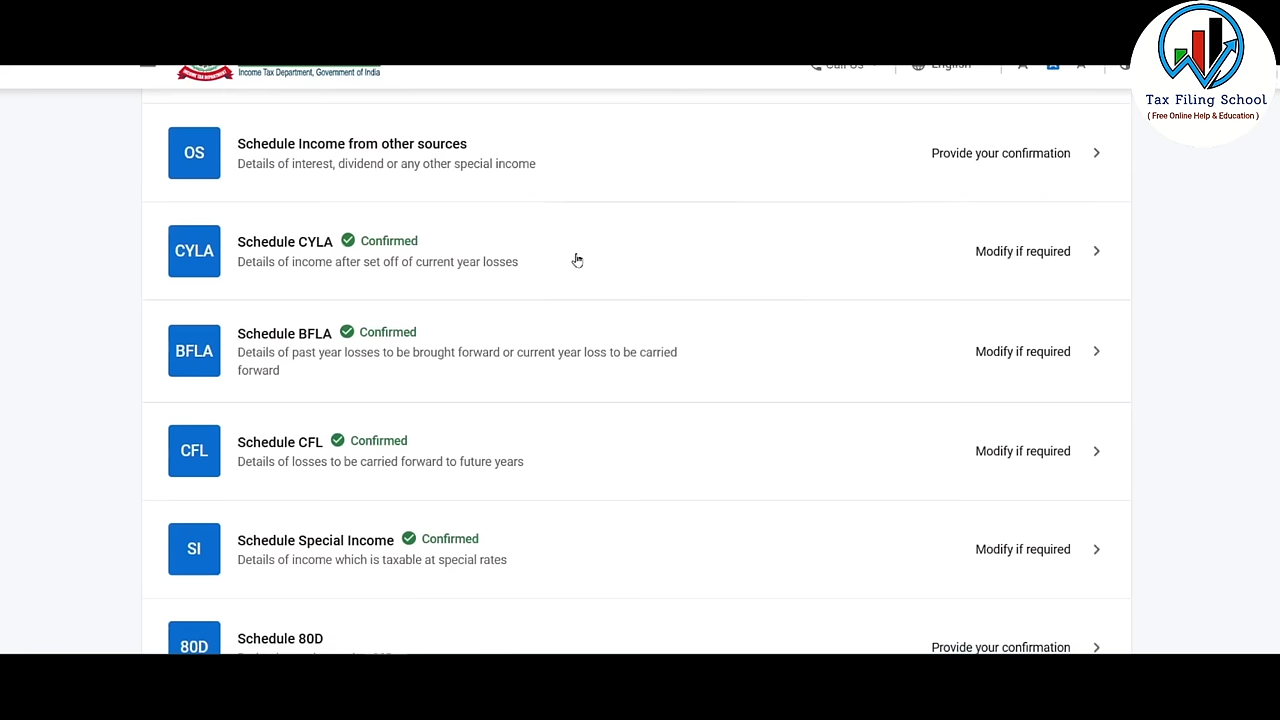 Income Tax Department, Government of India
Call Us
English
Tax Filing School
( Free Online Help & Education )
OS
Schedule Income from other sources
Details of interest, dividend or any other special income
Provide your confirmation
CYLA
Schedule CYLA Confirmed
Details of income after set off of current year losses
Modify if required
BFLA
Schedule BFLA Confirmed
Details of past year losses to be brought forward or current year loss to be carried
forward
Modify if required
CFL
Schedule CFL Confirmed
Details of losses to be carried forward to future years
Modify if required
SI
Schedule Special Income Confirmed
Details of income which is taxable at special rates
Modify if required
80D
Schedule 80D
Provide your confirmation